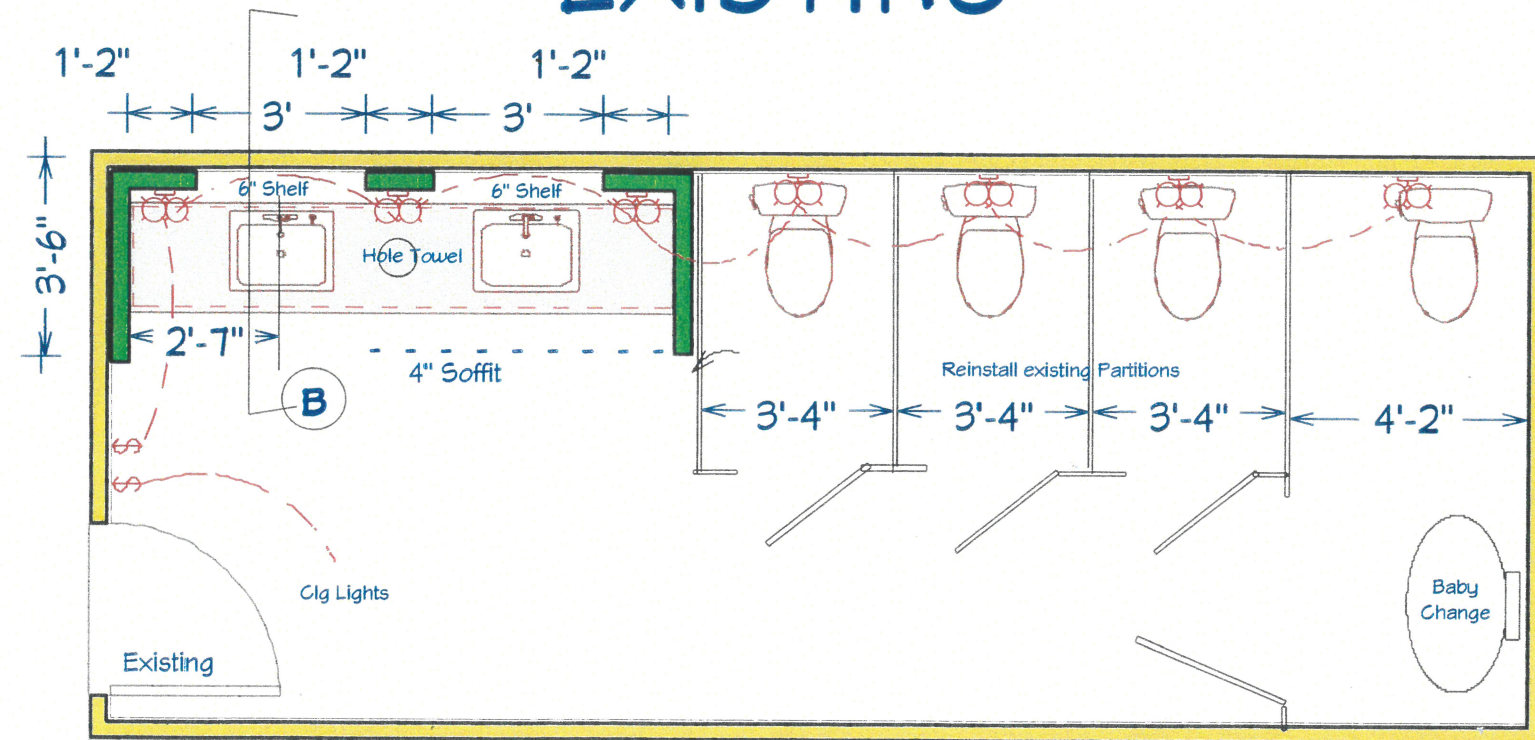 EXISTING
1'-2"
1'-2"
1'-2"
3'
3'
3'-6"
6" Shelf
6" Shelf
Hole Towel
2'-7"
4" Soffit
B
Reinstall existing Partitions
3'-4"
3'-4"
3'-4"
4'-2"
$
$
Clg Lights
Baby
Change
Existing